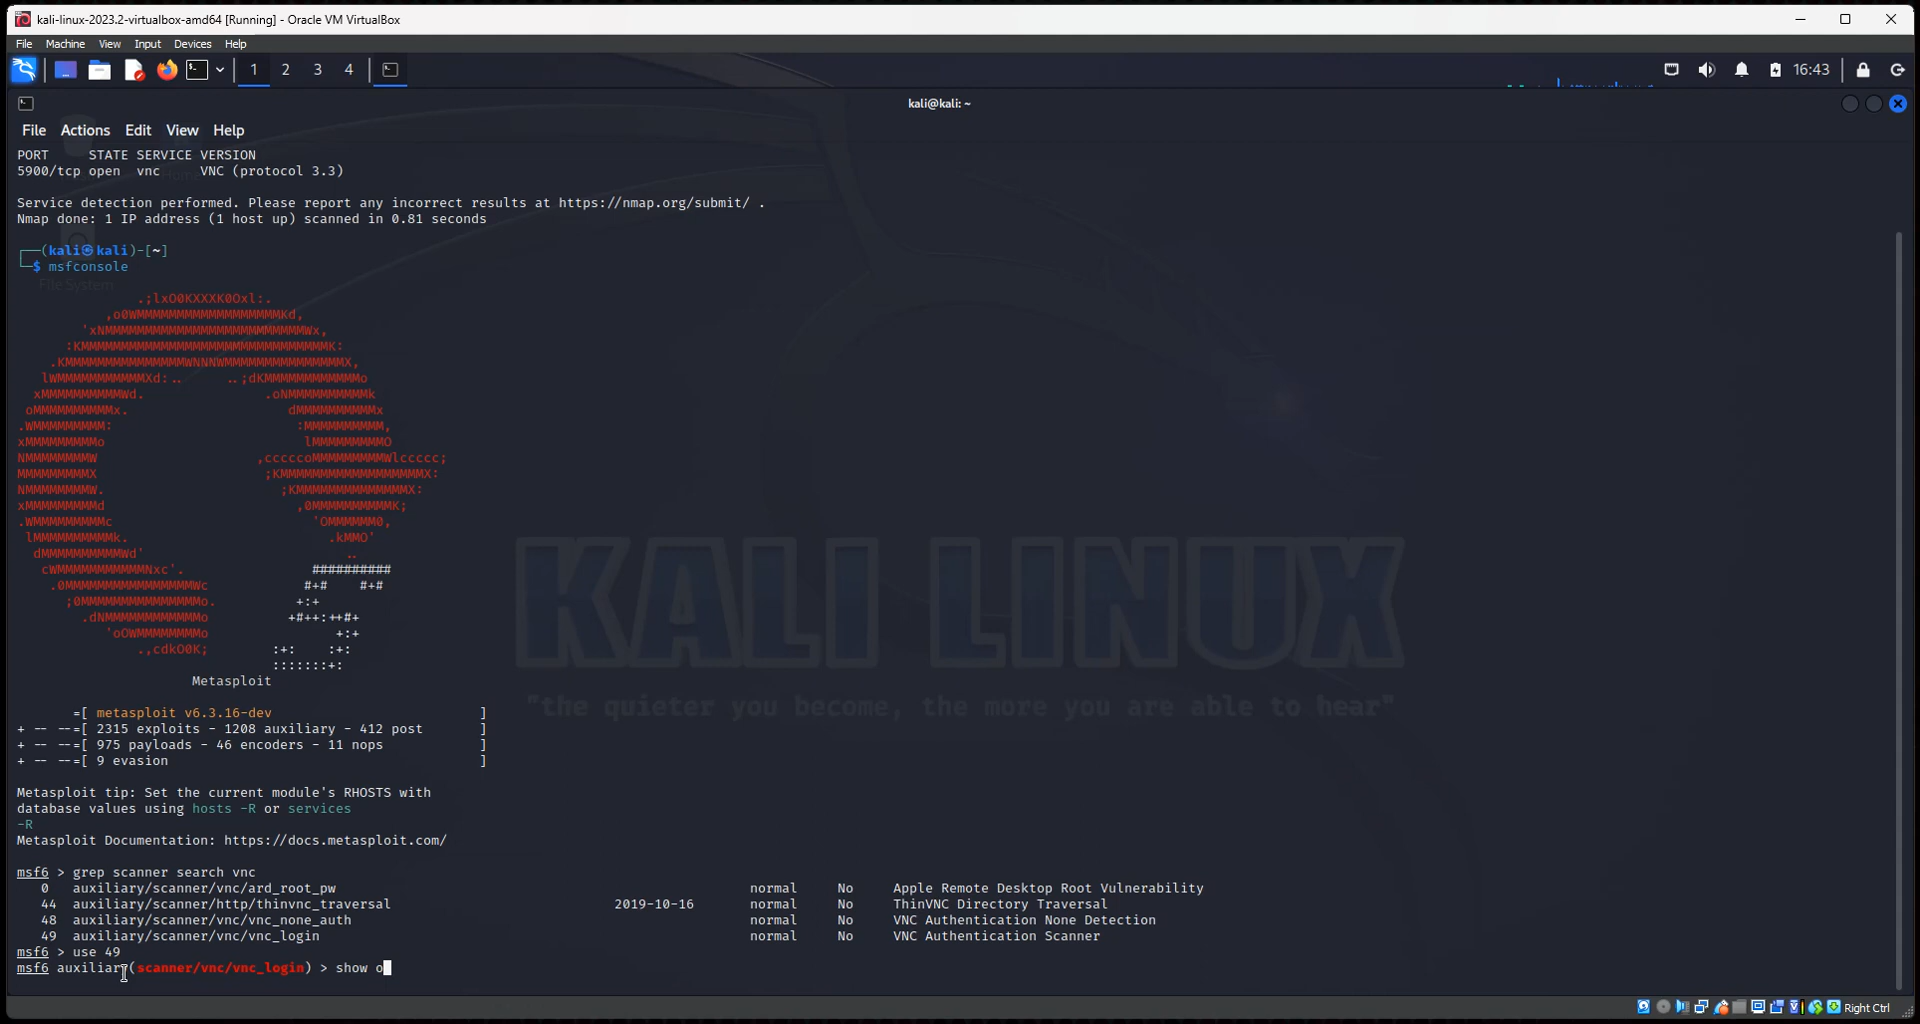 kali-linux-2023.2-virtualbox-amd64 [Running] - Oracle VM VirtualBox
File Machine View Input Devices Help
1 2 3 4 16:43
kali@kali: ~
File Actions Edit View Help
PORT STATE SERVICE VERSION
5900/tcp open vnc VNC (protocol 3.3)
Service detection performed. Please report any incorrect results at https://nmap.org/submit/ .
Nmap done: 1 IP address (1 host up) scanned in 0.81 seconds
┌──(kali㉿kali)-[~]
└─$ msfconsole
File System
Metasploit
=[ metasploit v6.3.16-dev ]
+ -- --=[ 2315 exploits - 1208 auxiliary - 412 post ]
+ -- --=[ 975 payloads - 46 encoders - 11 nops ]
+ -- --=[ 9 evasion ]
KALI LINUX
"the quieter you become, the more you are able to hear"
Metasploit tip: Set the current module's RHOSTS with
database values using hosts -R or services
-R
Metasploit Documentation: https://docs.metasploit.com/
msf6 > grep scanner search vnc
0 auxiliary/scanner/vnc/ard_root_pw normal No Apple Remote Desktop Root Vulnerability
44 auxiliary/scanner/http/thinvnc_traversal 2019-10-16 normal No ThinVNC Directory Traversal
48 auxiliary/scanner/vnc/vnc_none_auth normal No VNC Authentication None Detection
49 auxiliary/scanner/vnc/vnc_login normal No VNC Authentication Scanner
msf6 > use 49
msf6 auxiliary(scanner/vnc/vnc_login) > show o
Right Ctrl